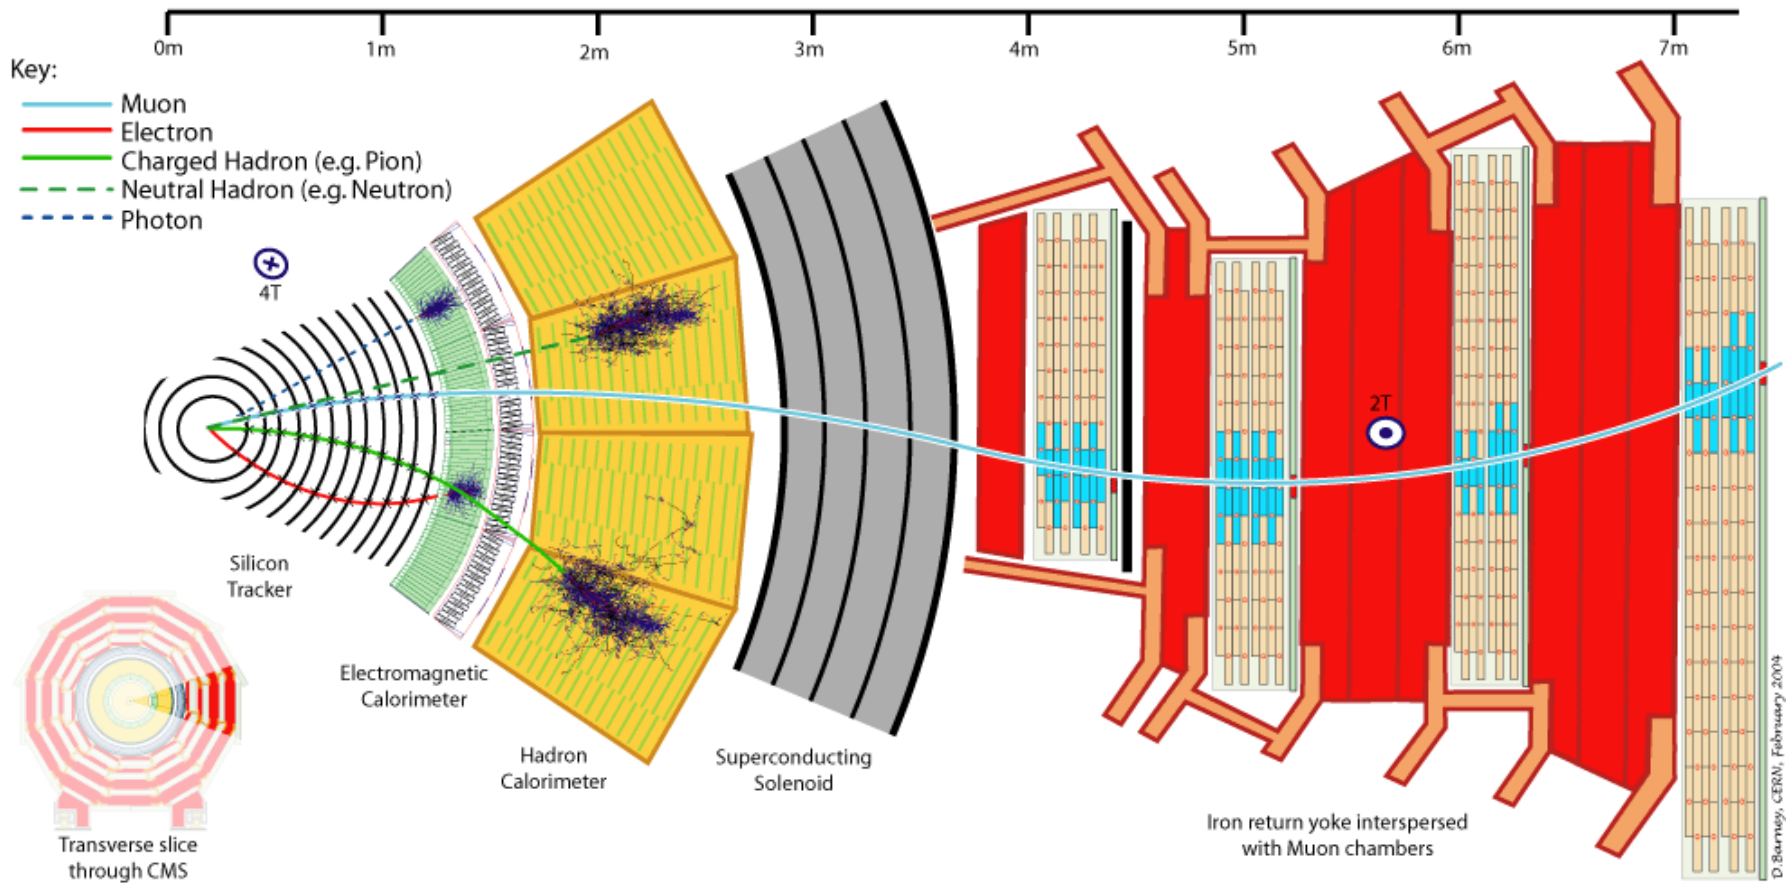 0m 1m 2m 3m 4m 5m 6m 7m
Key:
Muon
Electron
Charged Hadron (e.g. Pion)
Neutral Hadron (e.g. Neutron)
Photon
4T
2T
Silicon
Tracker
Electromagnetic
Calorimeter
Hadron
Calorimeter
Superconducting
Solenoid
Iron return yoke interspersed
with Muon chambers
Transverse slice
through CMS
D.Barney, CERN, February 2004